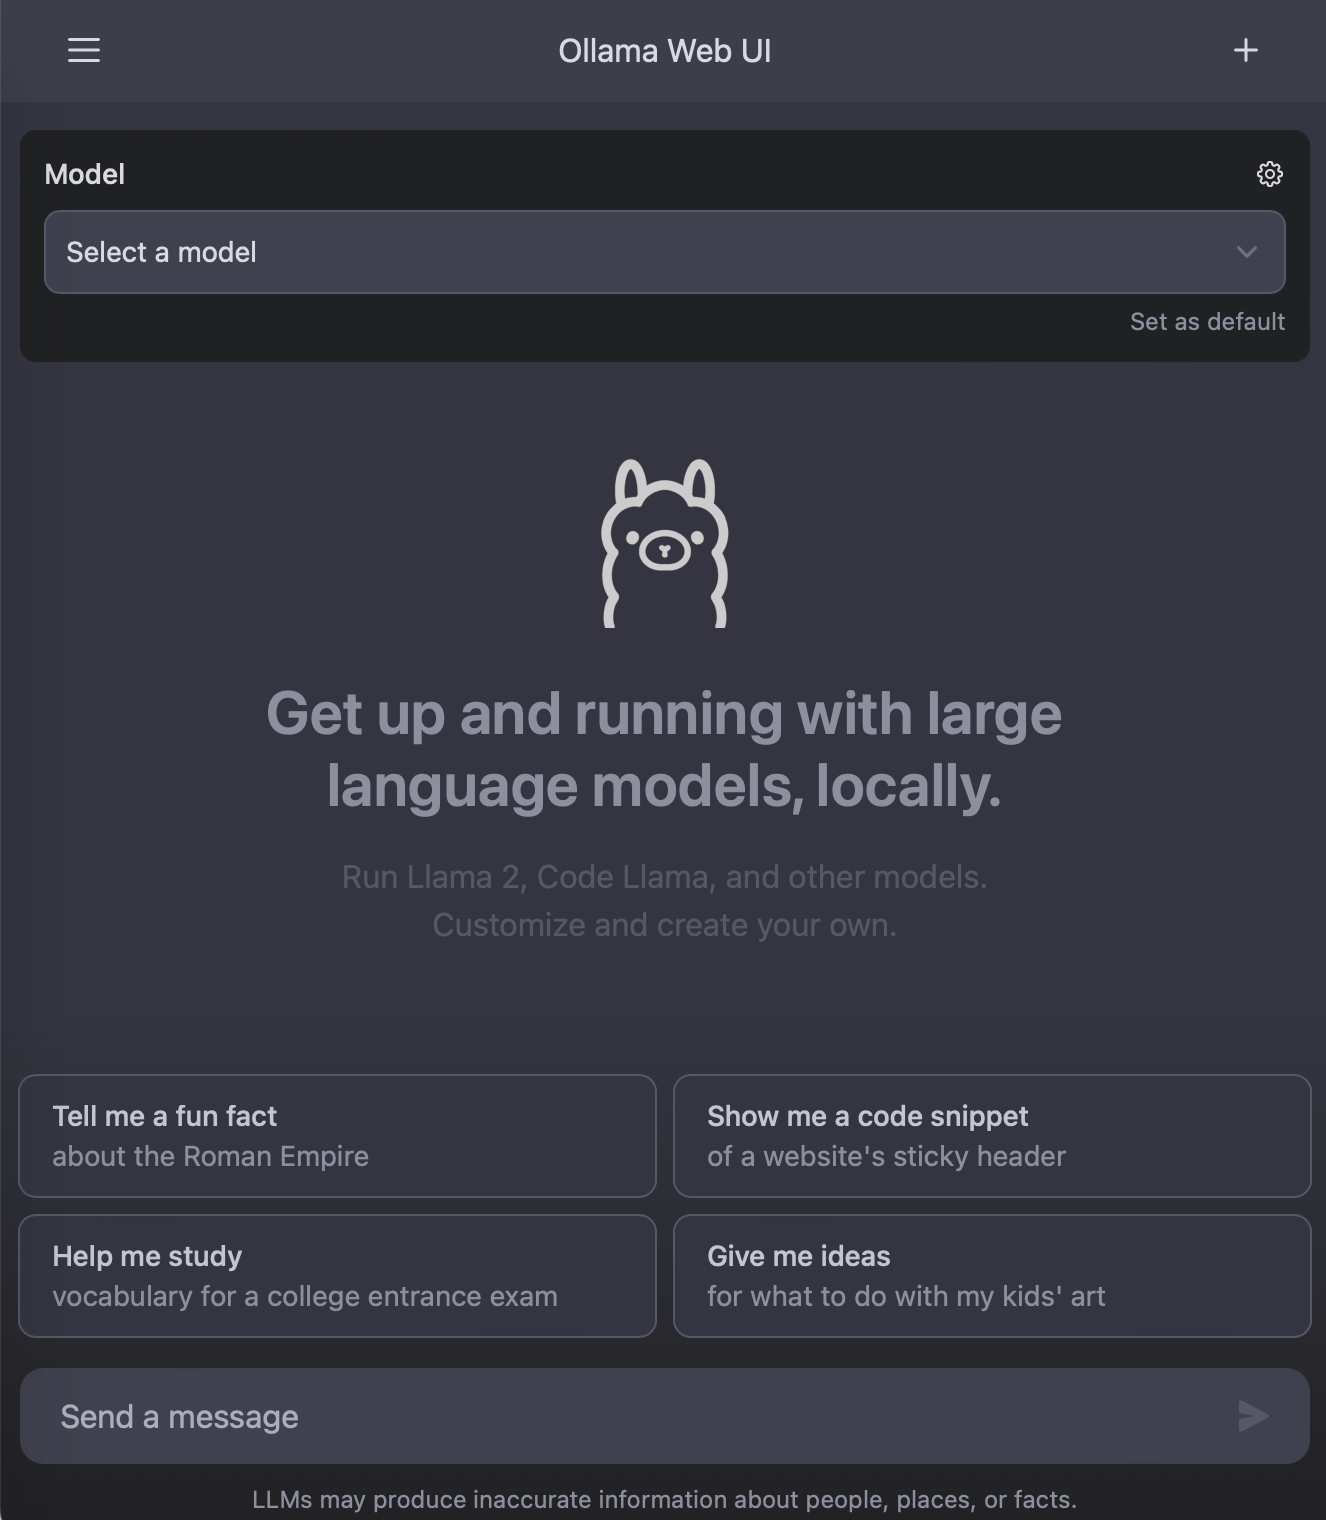 Ollama Web UI
Model
Select a model
Set as default
Get up and running with large
language models, locally.
Run Llama 2, Code Llama, and other models.
Customize and create your own.
Tell me a fun fact
about the Roman Empire
Show me a code snippet
of a website's sticky header
Help me study
vocabulary for a college entrance exam
Give me ideas
for what to do with my kids' art
Send a message
LLMs may produce inaccurate information about people, places, or facts.